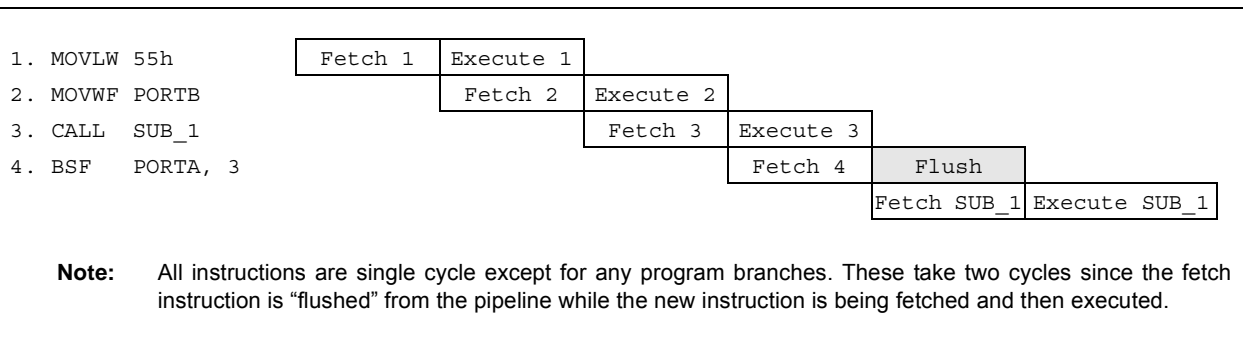 1. MOVLW 55h Fetch 1 Execute 1
2. MOVWF PORTB Fetch 2 Execute 2
3. CALL SUB_1 Fetch 3 Execute 3
4. BSF PORTA, 3 Fetch 4 Flush
Fetch SUB_1 Execute SUB_1
Note: All instructions are single cycle except for any program branches. These take two cycles since the fetch
instruction is “flushed” from the pipeline while the new instruction is being fetched and then executed.